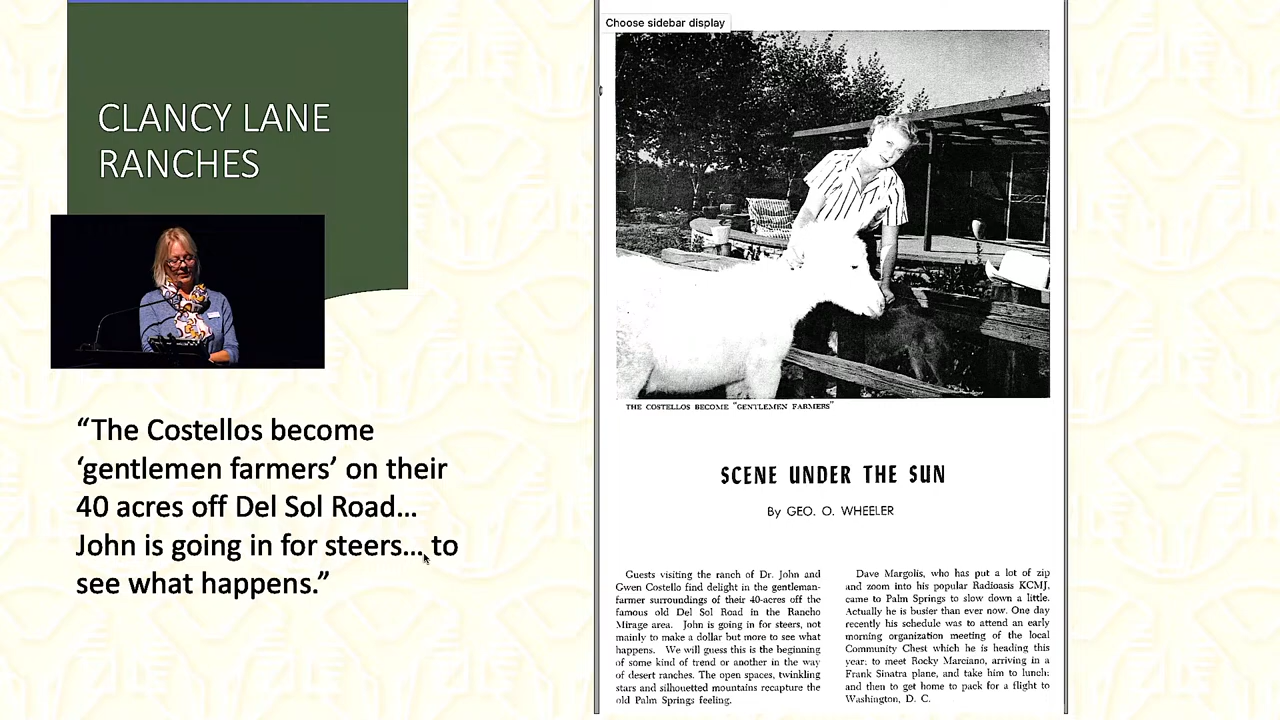 CLANCY LANE
RANCHES
“The Costellos become
‘gentlemen farmers’ on their
40 acres off Del Sol Road…
John is going in for steers… to
see what happens.”
Choose sidebar display
THE COSTELLOS BECOME "GENTLEMEN FARMERS"
SCENE UNDER THE SUN
By GEO. O. WHEELER
Guests visiting the ranch of Dr. John and
Gwen Costello find delight in the gentleman-
farmer surroundings of their 40-acres off the
famous old Del Sol Road in the Rancho
Mirage area. John is going in for steers, not
mainly to make a dollar but more to see what
happens. We will guess this is the beginning
of some kind of trend or another in the way
of desert ranches. The open spaces, twinkling
stars and silhouetted mountains recapture the
old Palm Springs feeling.
Dave Margolis, who has put a lot of zip
and zoom into his popular Radioasis KCMJ,
came to Palm Springs to slow down a little.
Actually he is busier than ever now. One day
recently his schedule was to attend an early
morning organization meeting of the local
Community Chest which he is heading this
year; to meet Rocky Marciano, arriving in a
Frank Sinatra plane, and take him to lunch;
and then to get home to pack for a flight to
Washington, D. C.